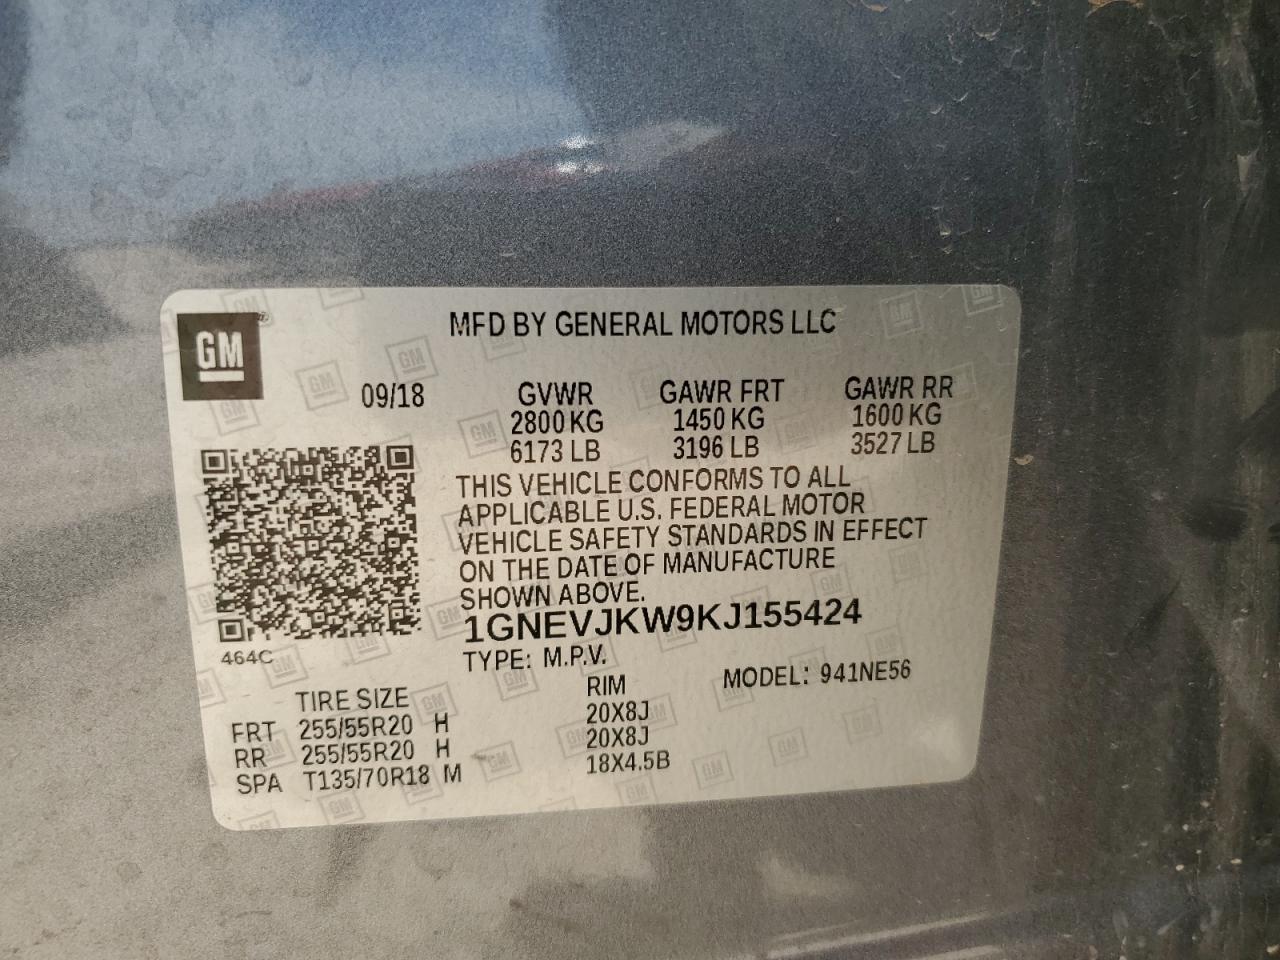 GM
MFD BY GENERAL MOTORS LLC
09/18 GVWR GAWR FRT GAWR RR
2800 KG 1450 KG 1600 KG
6173 LB 3196 LB 3527 LB
THIS VEHICLE CONFORMS TO ALL
APPLICABLE U.S. FEDERAL MOTOR
VEHICLE SAFETY STANDARDS IN EFFECT
ON THE DATE OF MANUFACTURE
SHOWN ABOVE.
1GNEVJKW9KJ155424
464C
TYPE: M.P.V. MODEL: 941NE56
TIRE SIZE RIM
FRT 255/55R20 H 20X8J
RR 255/55R20 H 20X8J
SPA T135/70R18 M 18X4.5B